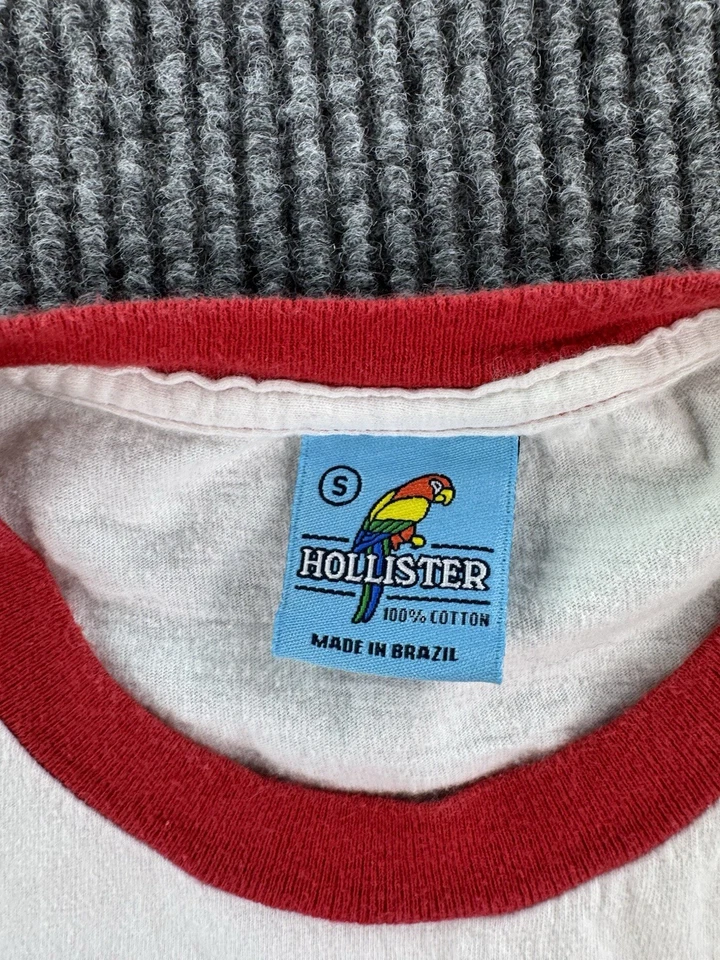 S
HOLLISTER
100% COTTON
MADE IN BRAZIL